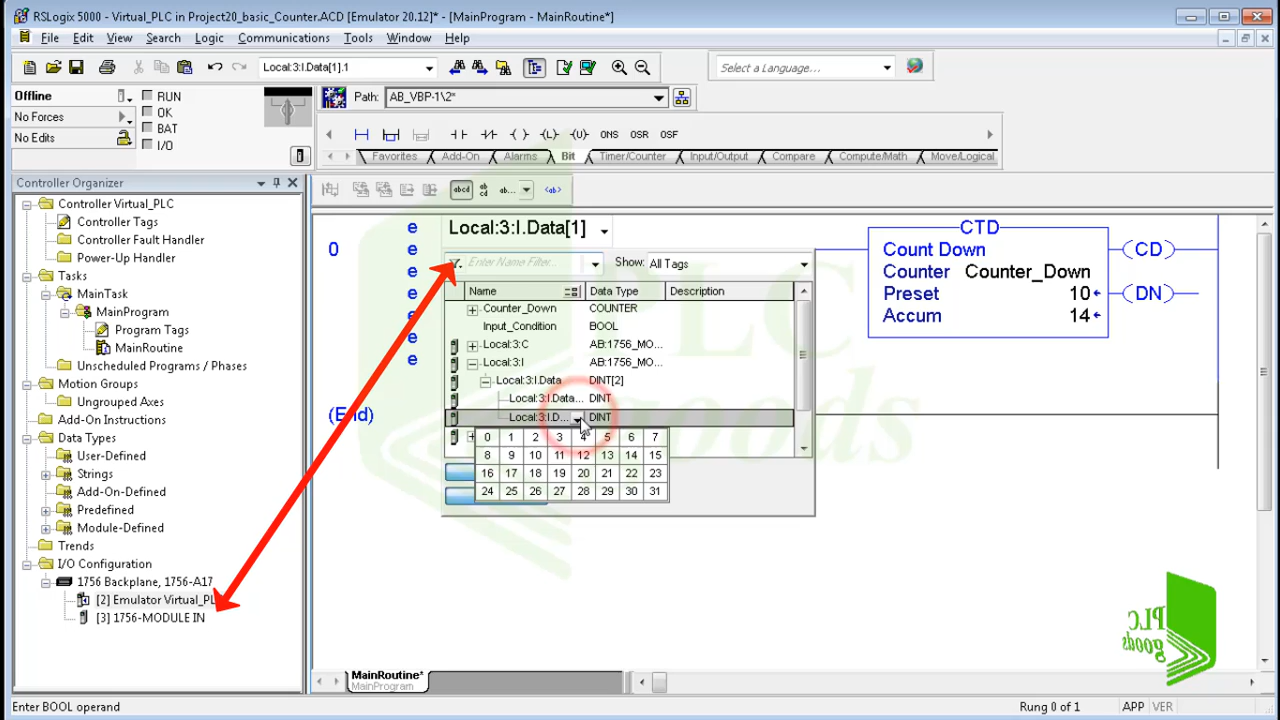 RSLogix 5000 - Virtual_PLC in Project20_basic_Counter.ACD [Emulator 20.12]* - [MainProgram - MainRoutine*]
File Edit View Search Logic Communications Tools Window Help
Local:3:I.Data[1].1
Select a Language...
Offline
RUN
Path: AB_VBP-1\2*
No Forces
OK
BAT
No Edits
I/O
ONS OSR OSF
Favorites Add-On Alarms Bit Timer/Counter Input/Output Compare Compute/Math Move/Logical
Controller Organizer
abcd
ab cd
ab...
<ab>
Controller Virtual_PLC
Controller Tags
Controller Fault Handler
Power-Up Handler
Tasks
MainTask
MainProgram
Program Tags
MainRoutine
Unscheduled Programs / Phases
Motion Groups
Ungrouped Axes
Add-On Instructions
Data Types
User-Defined
Strings
Add-On-Defined
Predefined
Module-Defined
Trends
I/O Configuration
1756 Backplane, 1756-A17
[2] Emulator Virtual_PL
[3] 1756-MODULE IN
0
e
e
e
e
e
e
e
(End)
Local:3:I.Data[1]
Enter Name Filter...
Show: All Tags
Name Data Type Description
Counter_Down COUNTER
Input_Condition BOOL
Local:3:C AB:1756_MO...
Local:3:I AB:1756_MO...
Local:3:I.Data DINT[2]
Local:3:I.Data... DINT
Local:3:I.D... DINT
0 1 2 3 4 5 6 7
8 9 10 11 12 13 14 15
16 17 18 19 20 21 22 23
24 25 26 27 28 29 30 31
CTD
Count Down
Counter Counter_Down
Preset 10
Accum 14
CD
DN
PLC
goods
PLC
goods
MainRoutine*
MainProgram
Enter BOOL operand
Rung 0 of 1
APP
VER